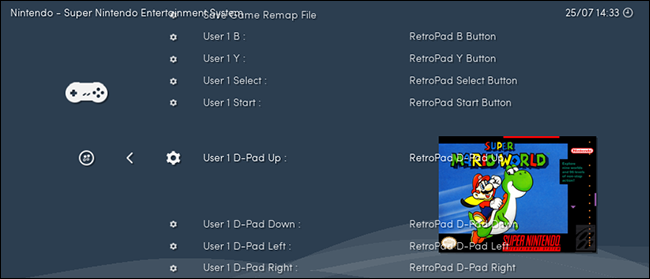 Nintendo - Super Nintendo Entertainment System
25/07 14:33
Save Game Remap File
User 1 B :
RetroPad B Button
User 1 Y :
RetroPad Y Button
User 1 Select :
RetroPad Select Button
User 1 Start :
RetroPad Start Button
User 1 D-Pad Up :
RetroPad D-Pad Up
SUPER
MARIO WORLD
Nintendo
User 1 D-Pad Down :
RetroPad D-Pad Down
User 1 D-Pad Left :
RetroPad D-Pad Left
SUPER NINTENDO
User 1 D-Pad Right :
RetroPad D-Pad Right